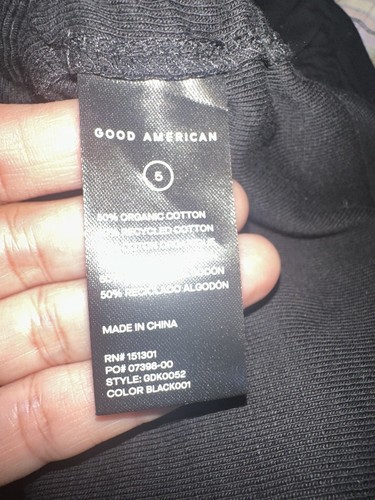 GOOD AMERICAN
5
50% ORGANIC COTTON
RECYCLED COTTON
50% RECICLADO ALGODÓN
MADE IN CHINA
RN# 151301
PO# 07398-00
STYLE: GDK0052
COLOR BLACK001